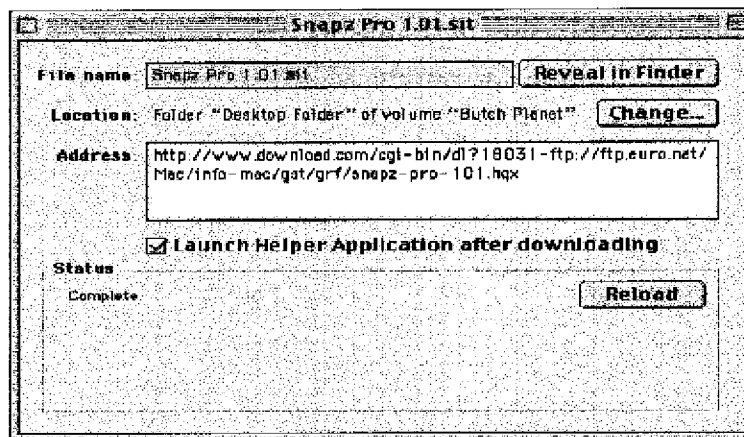 Snapz Pro 1.01.sit
File name Snapz Pro 1.01.sit Reveal in Finder
Location: Folder "Desktop Folder" of volume "Butch Planet" Change...
Address http://www.download.com/cgi-bin/dl?18031-ftp://ftp.euro.net/
Mac/info-mac/gst/grf/snapz-pro-101.hqx
Launch Helper Application after downloading
Status
Complete Reload